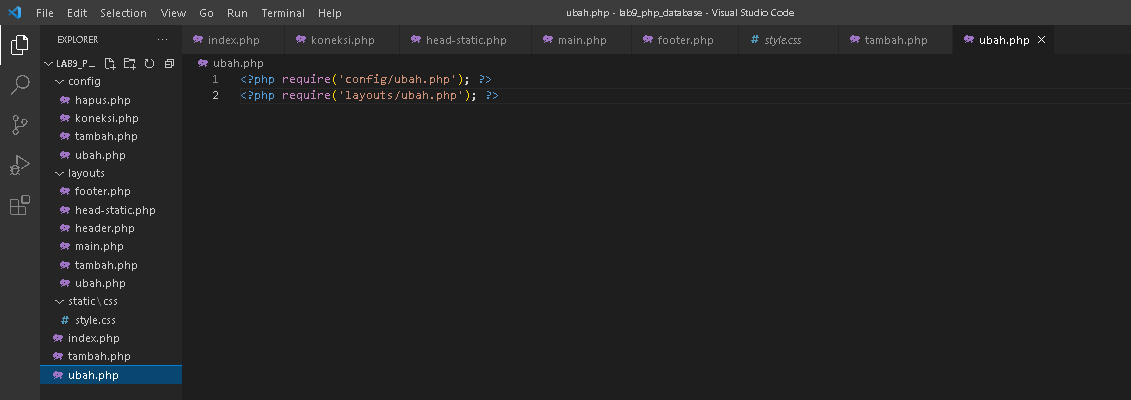 File Edit Selection View Go Run Terminal Help ubah.php - lab9_php_database - Visual Studio Code
EXPLORER ...
index.php koneksi.php head-static.php main.php footer.php # style.css tambah.php ubah.php
LAB9_P...
config
hapus.php
koneksi.php
tambah.php
ubah.php
layouts
footer.php
head-static.php
header.php
main.php
tambah.php
ubah.php
static\css
# style.css
index.php
tambah.php
ubah.php
ubah.php
1 <?php require('config/ubah.php'); ?>
2 <?php require('layouts/ubah.php'); ?>